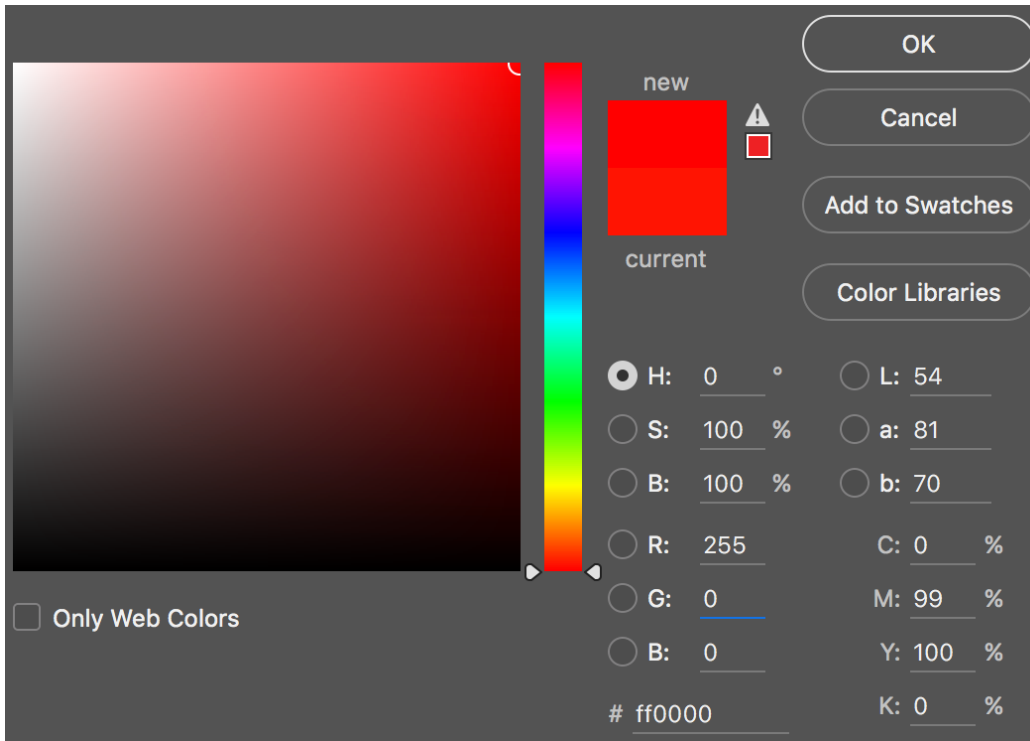 OK
new
Cancel
Add to Swatches
current
Color Libraries
H: 0 ° L: 54
S: 100 % a: 81
B: 100 % b: 70
R: 255 C: 0 %
G: 0 M: 99 %
B: 0 Y: 100 %
# ff0000 K: 0 %
Only Web Colors